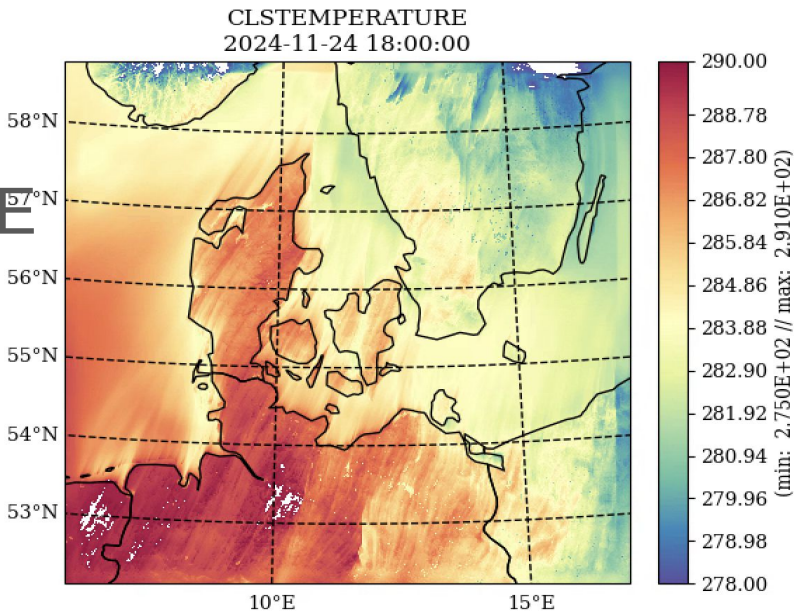 CLSTEMPERATURE
2024-11-24 18:00:00
58°N
57°N
E
56°N
55°N
54°N
53°N
10°E
15°E
290.00
288.78
287.80
286.82
285.84
284.86
283.88
282.90
281.92
280.94
279.96
278.98
278.00
(min: 2.750E+02 // max: 2.910E+02)